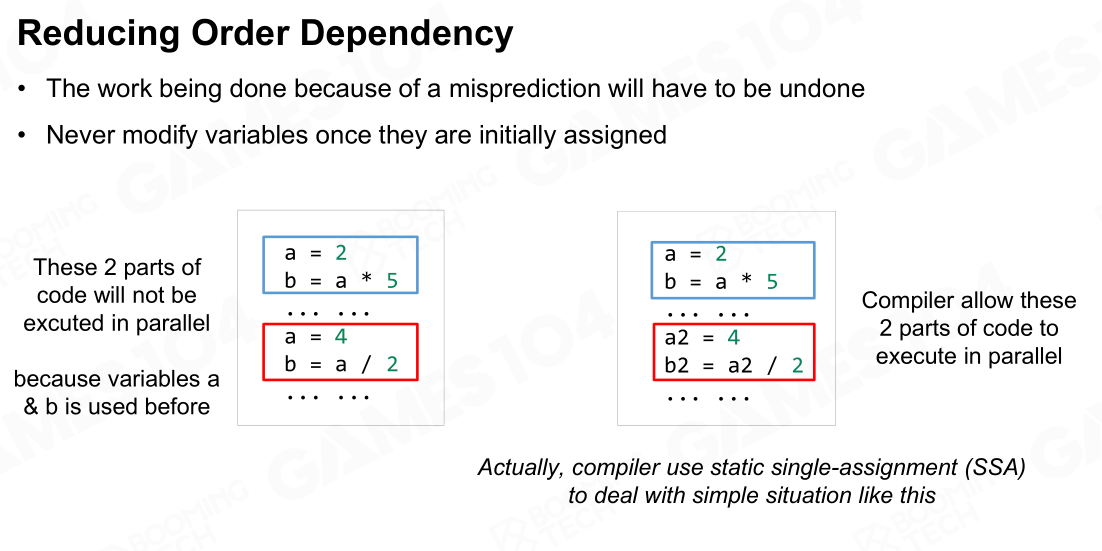 Reducing Order Dependency
• The work being done because of a misprediction will have to be undone
• Never modify variables once they are initially assigned
These 2 parts of
code will not be
excuted in parallel
because variables a
& b is used before
a = 2
b = a * 5
... ...
a = 4
b = a / 2
... ...
a = 2
b = a * 5
... ...
a2 = 4
b2 = a2 / 2
... ...
Compiler allow these
2 parts of code to
execute in parallel
Actually, compiler use static single-assignment (SSA)
to deal with simple situation like this
GAMES104
BOOMING
TECH